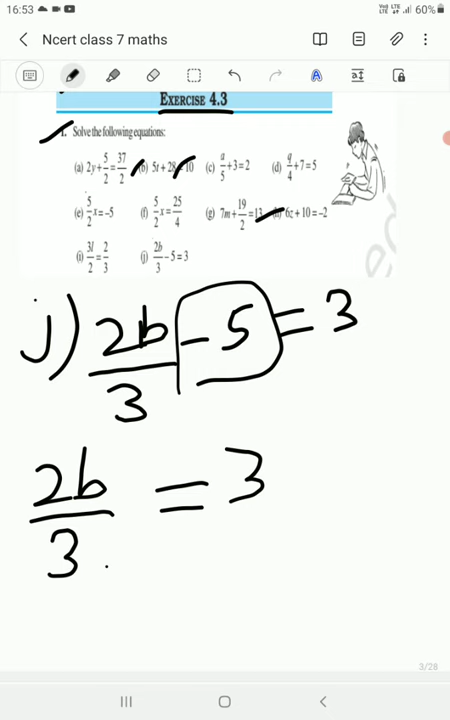 16:53 60%
Ncert class 7 maths
EXERCISE 4.3
1. Solve the following equations:
(a) 2y + 5/2 = 37/2 (b) 5t + 28 = 10 (c) a/5 + 3 = 2 (d) q/4 + 7 = 5
(e) 5/2 x = –5 (f) 5/2 x = 25/4 (g) 7m + 19/2 = 13 (h) 6z + 10 = –2
(i) 3l/2 = 2/3 (j) 2b/3 – 5 = 3
j) 2b/3 – 5 = 3
2b/3 = 3
3/28